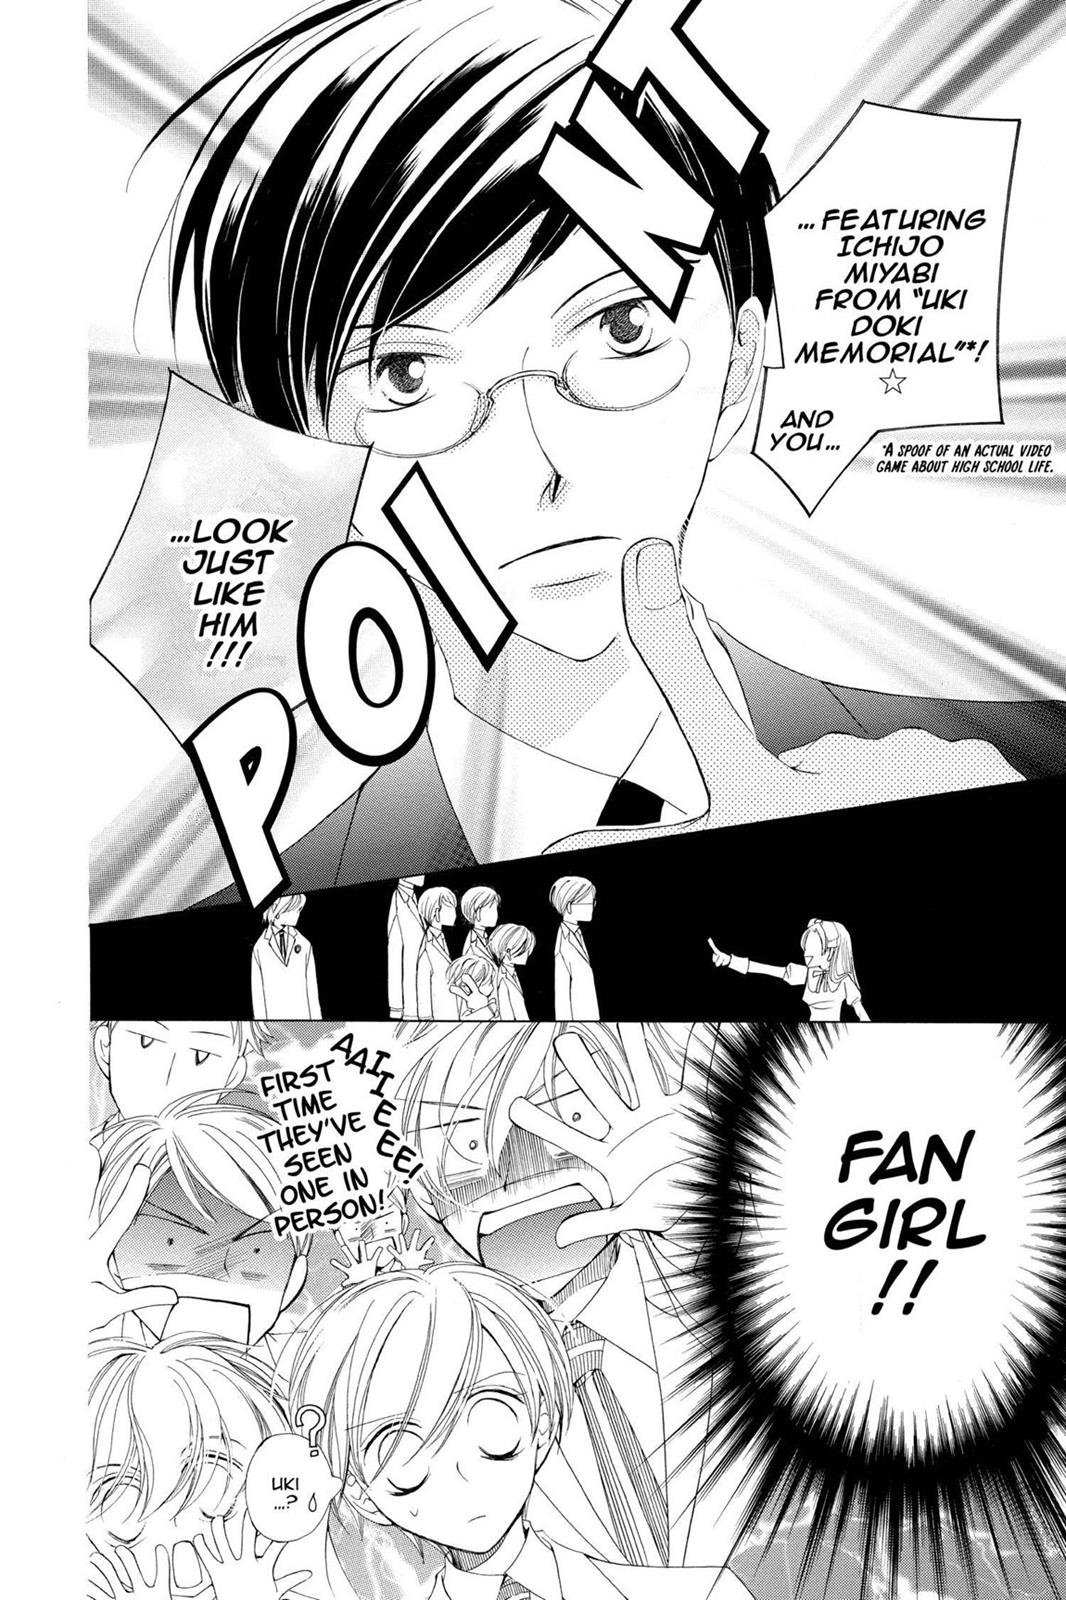 ... FEATURING
ICHIJO
MIYABI
FROM "UKI
DOKI
MEMORIAL"*!
☆
AND
YOU...
*A SPOOF OF AN ACTUAL VIDEO
GAME ABOUT HIGH SCHOOL LIFE.
...LOOK
JUST
LIKE
HIM
!!!
POINT
FAN
GIRL
!!
AAIIEEEE!
FIRST
TIME
THEY'VE
SEEN
ONE IN
PERSON!
?
UKI
...?